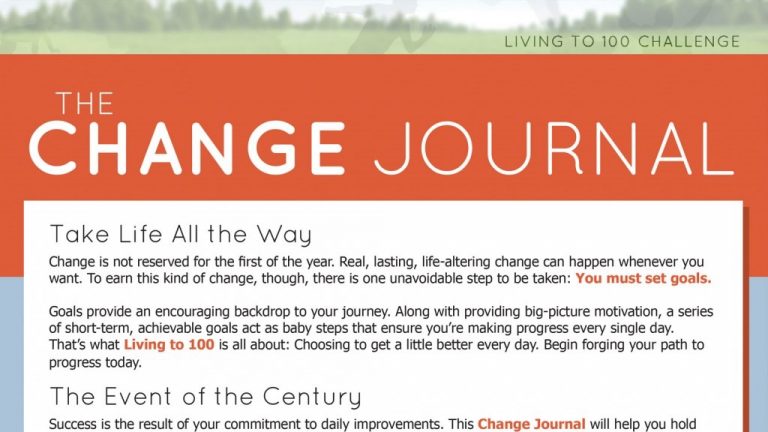 LIVING TO 100 CHALLENGE
THE
CHANGE JOURNAL
Take Life All the Way
Change is not reserved for the first of the year. Real, lasting, life-altering change can happen whenever you
want. To earn this kind of change, though, there is one unavoidable step to be taken: You must set goals.
Goals provide an encouraging backdrop to your journey. Along with providing big-picture motivation, a series
of short-term, achievable goals act as baby steps that ensure you’re making progress every single day.
That’s what Living to 100 is all about: Choosing to get a little better every day. Begin forging your path to
progress today.
The Event of the Century
Success is the result of your commitment to daily improvements. This Change Journal will help you hold